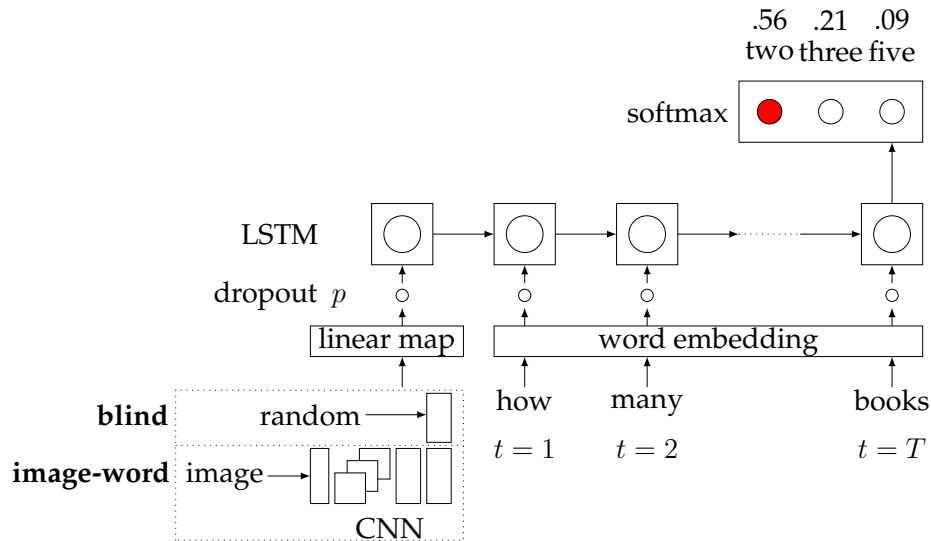 .56 .21 .09
two three five
softmax
LSTM
dropout p
linear map word embedding
blind random how many books
t = 1 t = 2 t = T
image-word image
CNN